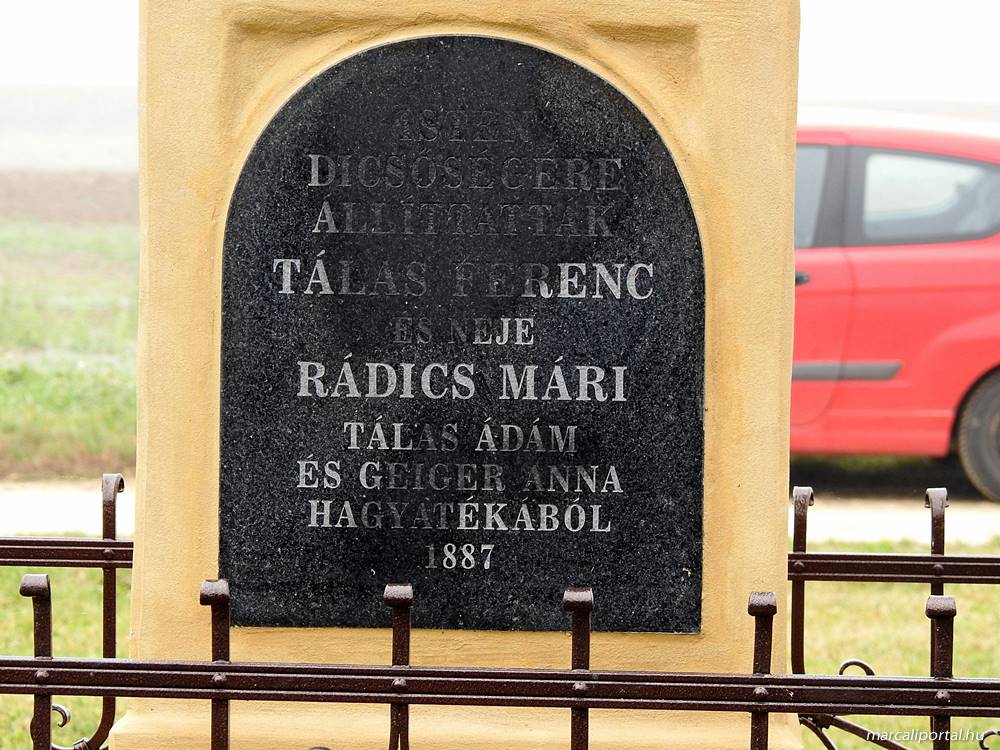 ISTEN
DICSŐSÉGÉRE
ÁLLÍTTATTÁK
TÁLAS FERENC
ÉS NEJE
RÁDICS MÁRI
TÁLAS ÁDÁM
ÉS GEIGER ANNA
HAGYATÉKÁBÓL
1887
marcaliportal.hu